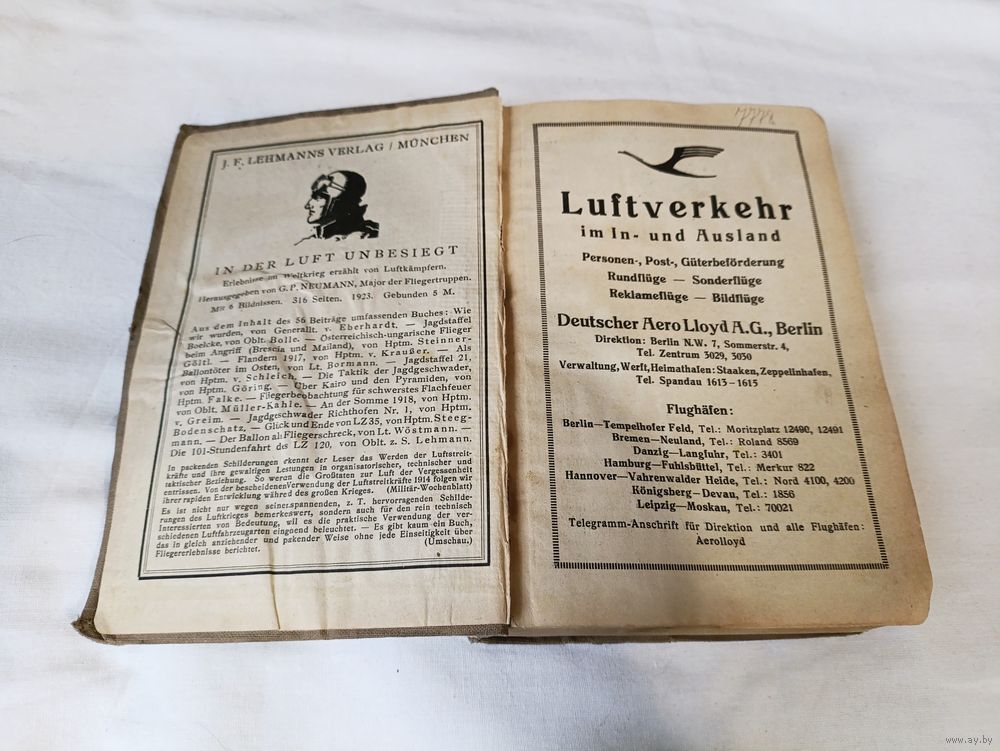 J. F. LEHMANNS VERLAG / MÜNCHEN
IN DER LUFT UNBESIEGT
Erlebnisse im Weltkrieg erzählt von Luftkämpfern.
Herausgegeben von G. P. NEUMANN, Major der Fliegertruppen.
Mit 6 Bildnissen. 316 Seiten. 1923. Gebunden 5 M.
Aus dem Inhalt des 56 Beiträge umfassenden Buches: Wie
wir wurden, von Generallt. v. Eberhardt. — Jagdstaffel
Boelcke, von Oblt. Bolle. — Österreichisch-ungarische Flieger
beim Angriff (Brescia und Mailand), von Hptm. Steinner-
Göltl. — Flandern 1917, von Hptm. v. Kraußer. — Als
Ballontöter im Osten, von Lt. Bormann. — Jagdstaffel 21,
von Hptm. v. Schleich. — Die Taktik der Jagdgeschwader,
von Hptm. Göring. — Über Kairo und den Pyramiden, von
Hptm. Falke. — Fliegerbeobachtung für schwerstes Flachfeuer
von Oblt. Müller-Kahle. — An der Somme 1918, von Hptm.
v. Greim. — Jagdgeschwader Richthofen Nr. 1, von Hptm.
Bodenschatz. — Glück und Ende von LZ 35, von Hptm. Steeg-
mann. — Der Ballon als Fliegerschreck, von Lt. Wöstmann. —
Die 101-Stundenfahrt des LZ 120, von Oblt. z. S. Lehmann.
In packenden Schilderungen erkennt der Leser das Werden der Luftstreit-
kräfte und ihre gewaltigen Leistungen in organisatorischer, technischer und
taktischer Beziehung. So werden die Großtaten zur Luft der Vergessenheit
entrissen. Von der bescheidenen Verwendung der Luftstreitkräfte 1914 folgen wir
ihrer rapiden Entwicklung während des großen Krieges. (Militär-Wochenblatt)
Es ist nicht nur wegen seiner spannenden, z. T. hervorragenden Schilde-
rungen des Luftkrieges bemerkenswert, sondern auch für den rein technisch
Interessierten von Bedeutung, weil es die praktische Verwendung der ver-
schiedenen Luftfahrzeugarten eingehend beleuchtet. — Es gibt kaum ein Buch,
das in gleich anziehender und packender Weise ohne jede Einseitigkeit über
Fliegererlebnisse berichtet. (Umschau.)
Luftverkehr
im In- und Ausland
Personen-, Post-, Güterbeförderung
Rundflüge — Sonderflüge
Reklameflüge — Bildflüge
Deutscher Aero Lloyd A.G., Berlin
Direktion: Berlin N.W. 7, Sommerstr. 4,
Tel. Zentrum 3029, 3030
Verwaltung, Werft, Heimathafen: Staaken, Zeppelinhafen,
Tel. Spandau 1613-1615
Flughäfen:
Berlin—Tempelhofer Feld, Tel.: Moritzplatz 12490, 12491
Bremen—Neuland, Tel.: Roland 8569
Danzig—Langfuhr, Tel.: 3401
Hamburg—Fuhlsbüttel, Tel.: Merkur 822
Hannover—Vahrenwalder Heide, Tel.: Nord 4100, 4200
Königsberg—Devau, Tel.: 1856
Leipzig—Moskau, Tel.: 70021
Telegramm-Anschrift für Direktion und alle Flughäfen:
Aerolloyd
www.ay.by